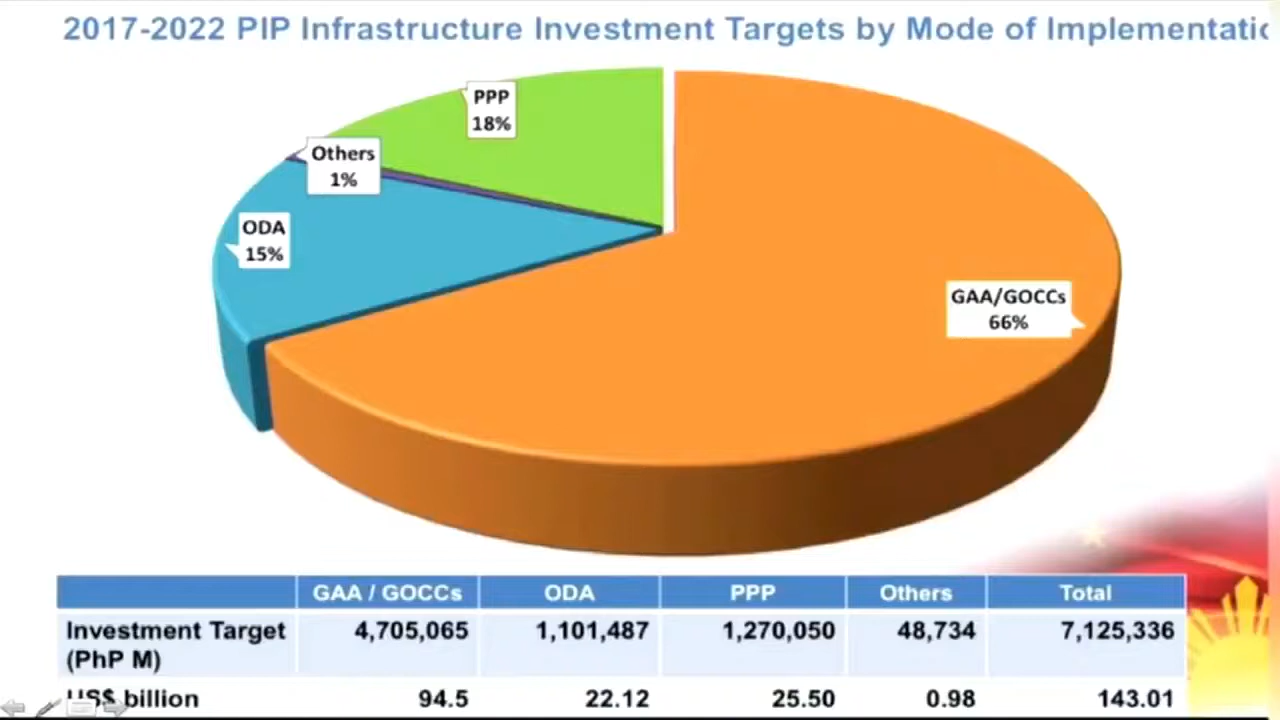 2017-2022 PIP Infrastructure Investment Targets by Mode of Implementatic
PPP
18%
Others
1%
ODA
15%
GAA/GOCCs
66%
GAA / GOCCs ODA PPP Others Total
Investment Target 4,705,065 1,101,487 1,270,050 48,734 7,125,336
(PhP M)
US$ billion 94.5 22.12 25.50 0.98 143.01